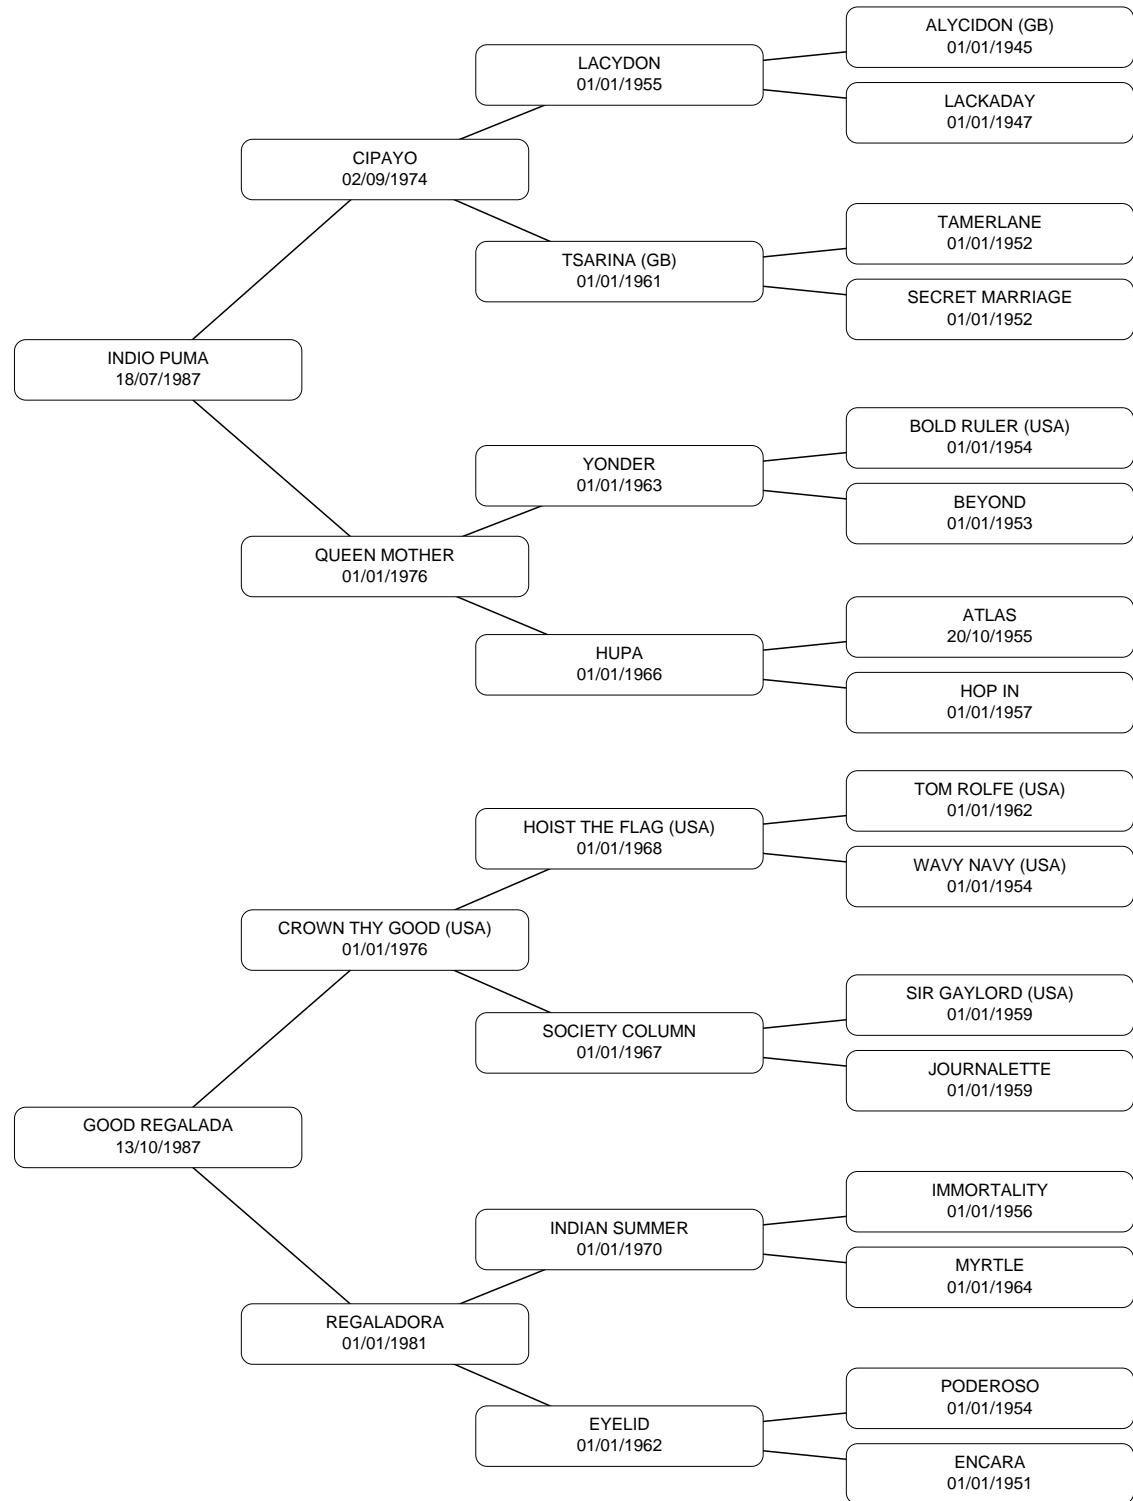 ALYCIDON (GB)
01/01/1945
LACYDON
01/01/1955
LACKADAY
01/01/1947
CIPAYO
02/09/1974
TAMERLANE
01/01/1952
TSARINA (GB)
01/01/1961
SECRET MARRIAGE
01/01/1952
INDIO PUMA
18/07/1987
BOLD RULER (USA)
01/01/1954
YONDER
01/01/1963
BEYOND
01/01/1953
QUEEN MOTHER
01/01/1976
ATLAS
20/10/1955
HUPA
01/01/1966
HOP IN
01/01/1957
TOM ROLFE (USA)
01/01/1962
HOIST THE FLAG (USA)
01/01/1968
WAVY NAVY (USA)
01/01/1954
CROWN THY GOOD (USA)
01/01/1976
SIR GAYLORD (USA)
01/01/1959
SOCIETY COLUMN
01/01/1967
JOURNALETTE
01/01/1959
GOOD REGALADA
13/10/1987
IMMORTALITY
01/01/1956
INDIAN SUMMER
01/01/1970
MYRTLE
01/01/1964
REGALADORA
01/01/1981
PODEROSO
01/01/1954
EYELID
01/01/1962
ENCARA
01/01/1951